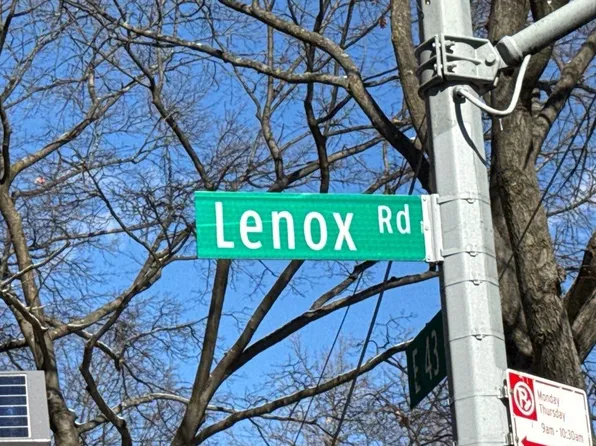 Lenox Rd
E 43
Monday
Thursday
9am - 10:30am